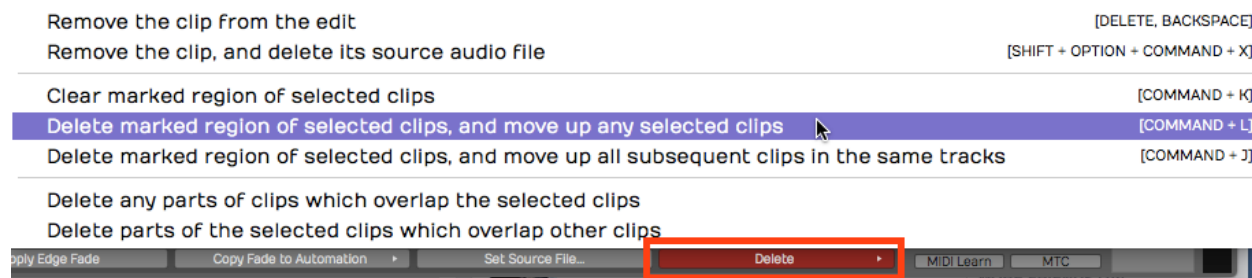 Remove the clip from the edit [DELETE, BACKSPACE]
Remove the clip, and delete its source audio file [SHIFT + OPTION + COMMAND + X]
Clear marked region of selected clips [COMMAND + K]
Delete marked region of selected clips, and move up any selected clips [COMMAND + L]
Delete marked region of selected clips, and move up all subsequent clips in the same tracks [COMMAND + J]
Delete any parts of clips which overlap the selected clips
Delete parts of the selected clips which overlap other clips
Edge Fade Copy Fade to Automation Set Source File... Delete MIDI Learn MTC